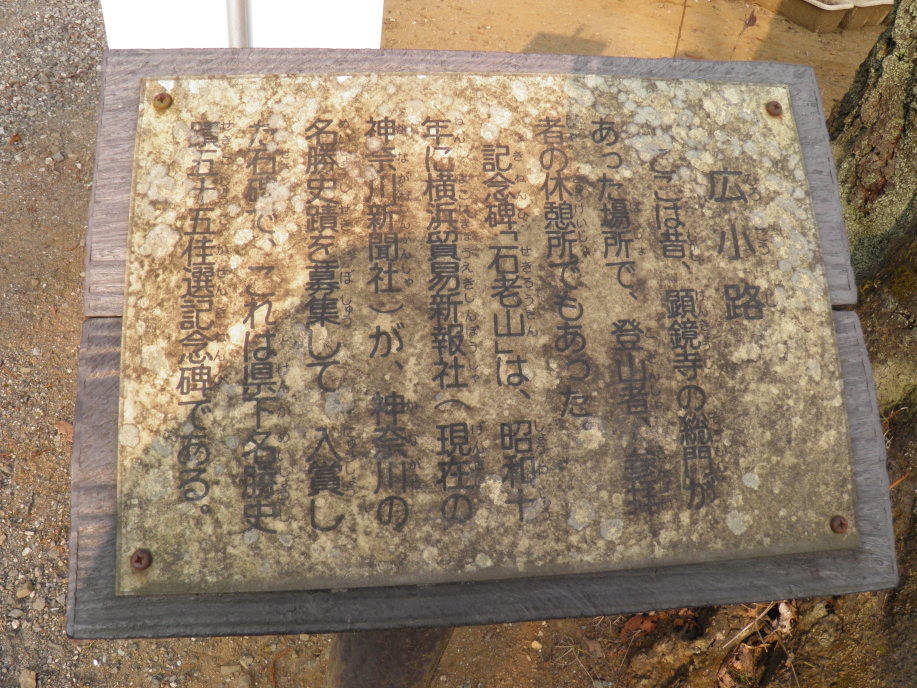 広小路
ここは昔、顕鏡寺の総門が
あった場所で、登山者、参拝
者の休憩所でもあった。
記念碑「石老山」は、昭和十
年に横浜貿易新報社(現在の
神奈川新聞社)が、神奈川の
名勝史蹟を募集して入賞し
た石碑で、これは県下名勝史
蹟五十五佳選記念碑である。